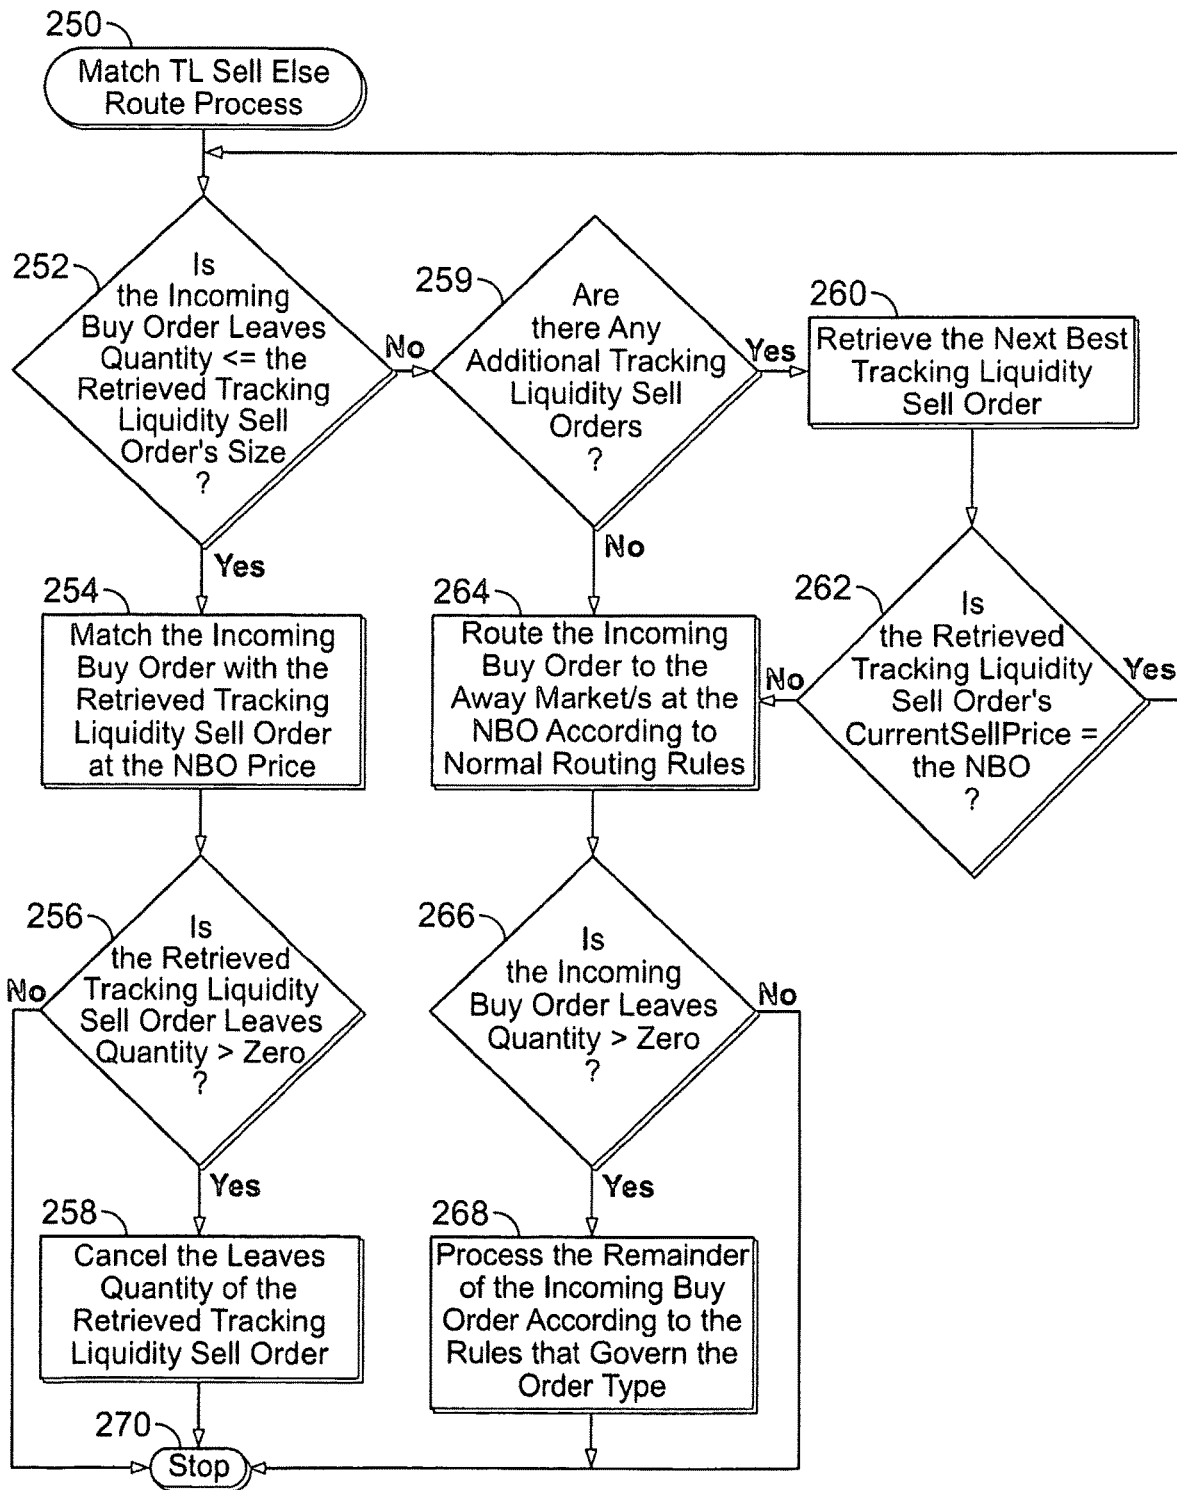 250
Match TL Sell Else
Route Process
252
Is
the Incoming
Buy Order Leaves
Quantity <= the
Retrieved Tracking
Liquidity Sell
Order's Size
?
No
Yes
259
Are
there Any
Additional Tracking
Liquidity Sell
Orders
?
Yes
No
260
Retrieve the Next Best
Tracking Liquidity
Sell Order
254
Match the Incoming
Buy Order with the
Retrieved Tracking
Liquidity Sell Order
at the NBO Price
264
Route the Incoming
Buy Order to the
Away Market/s at the
NBO According to
Normal Routing Rules
262
Is
the Retrieved
Tracking Liquidity
Sell Order's
CurrentSellPrice =
the NBO
?
No
Yes
256
Is
the Retrieved
Tracking Liquidity
Sell Order Leaves
Quantity > Zero
?
No
Yes
266
Is
the Incoming
Buy Order Leaves
Quantity > Zero
?
No
Yes
258
Cancel the Leaves
Quantity of the
Retrieved Tracking
Liquidity Sell Order
268
Process the Remainder
of the Incoming Buy
Order According to the
Rules that Govern the
Order Type
270
Stop